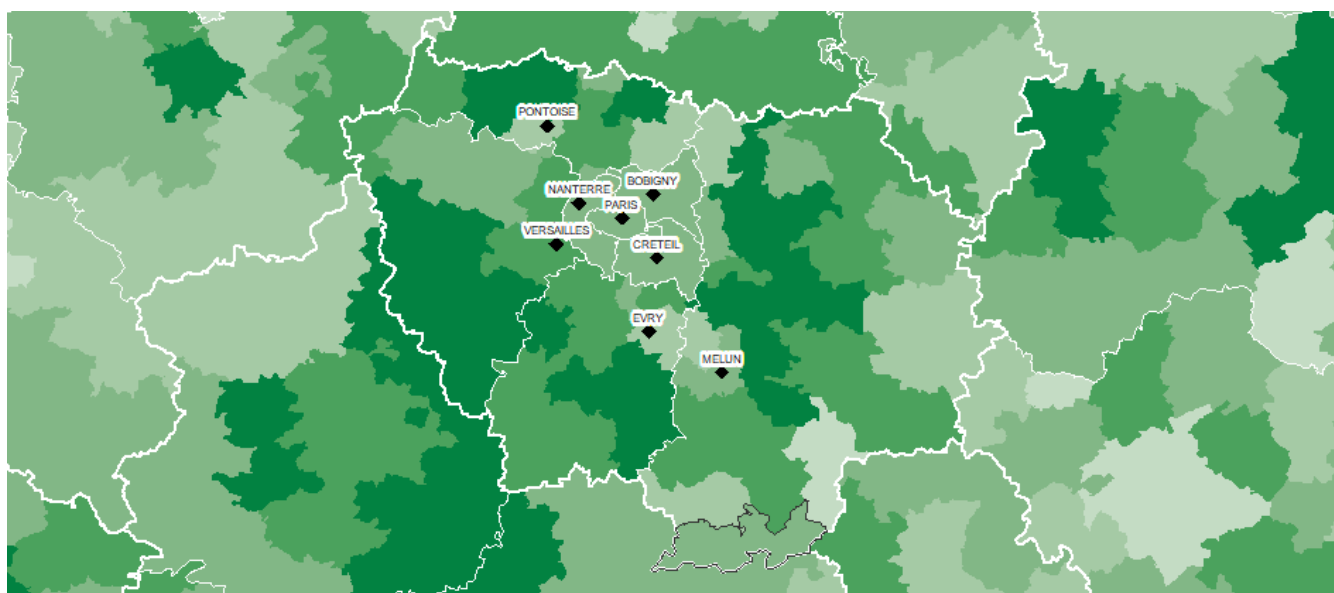 PONTOISE
BOBIGNY
NANTERRE
PARIS
VERSAILLES
CRETEIL
EVRY
MELUN